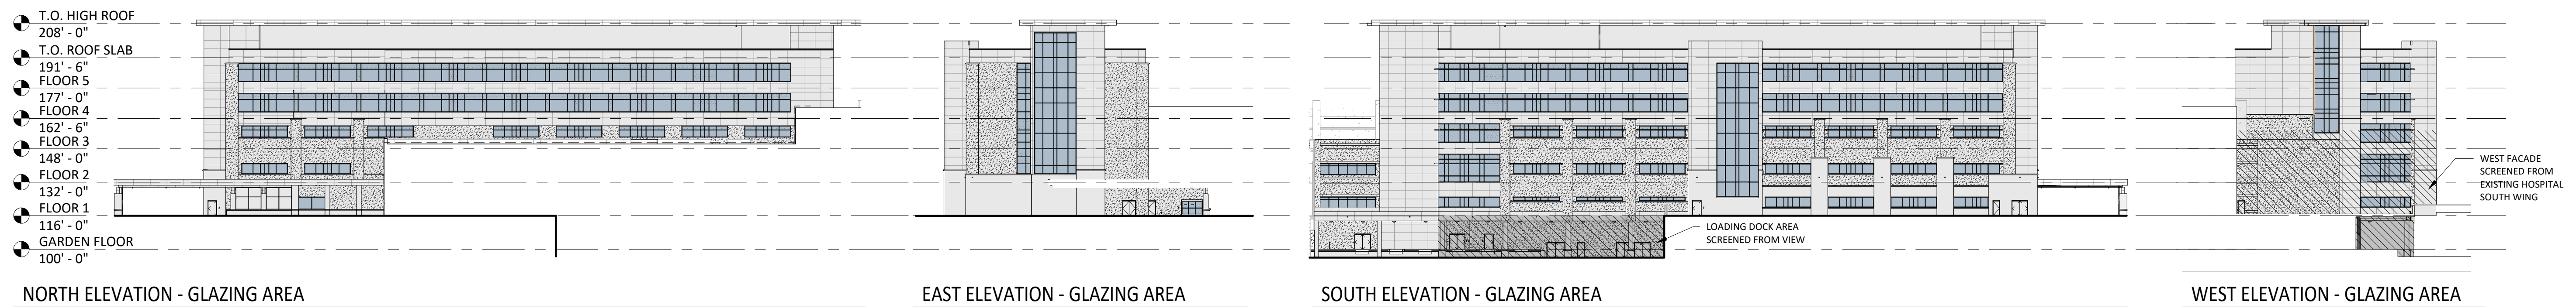 T.O. HIGH ROOF
208' - 0"
T.O. ROOF SLAB
191' - 6"
FLOOR 5
177' - 0"
FLOOR 4
162' - 6"
FLOOR 3
148' - 0"
FLOOR 2
132' - 0"
FLOOR 1
116' - 0"
GARDEN FLOOR
100' - 0"
LOADING DOCK AREA
SCREENED FROM VIEW
WEST FACADE
SCREENED FROM
EXISTING HOSPITAL
SOUTH WING
NORTH ELEVATION - GLAZING AREA
EAST ELEVATION - GLAZING AREA
SOUTH ELEVATION - GLAZING AREA
WEST ELEVATION - GLAZING AREA